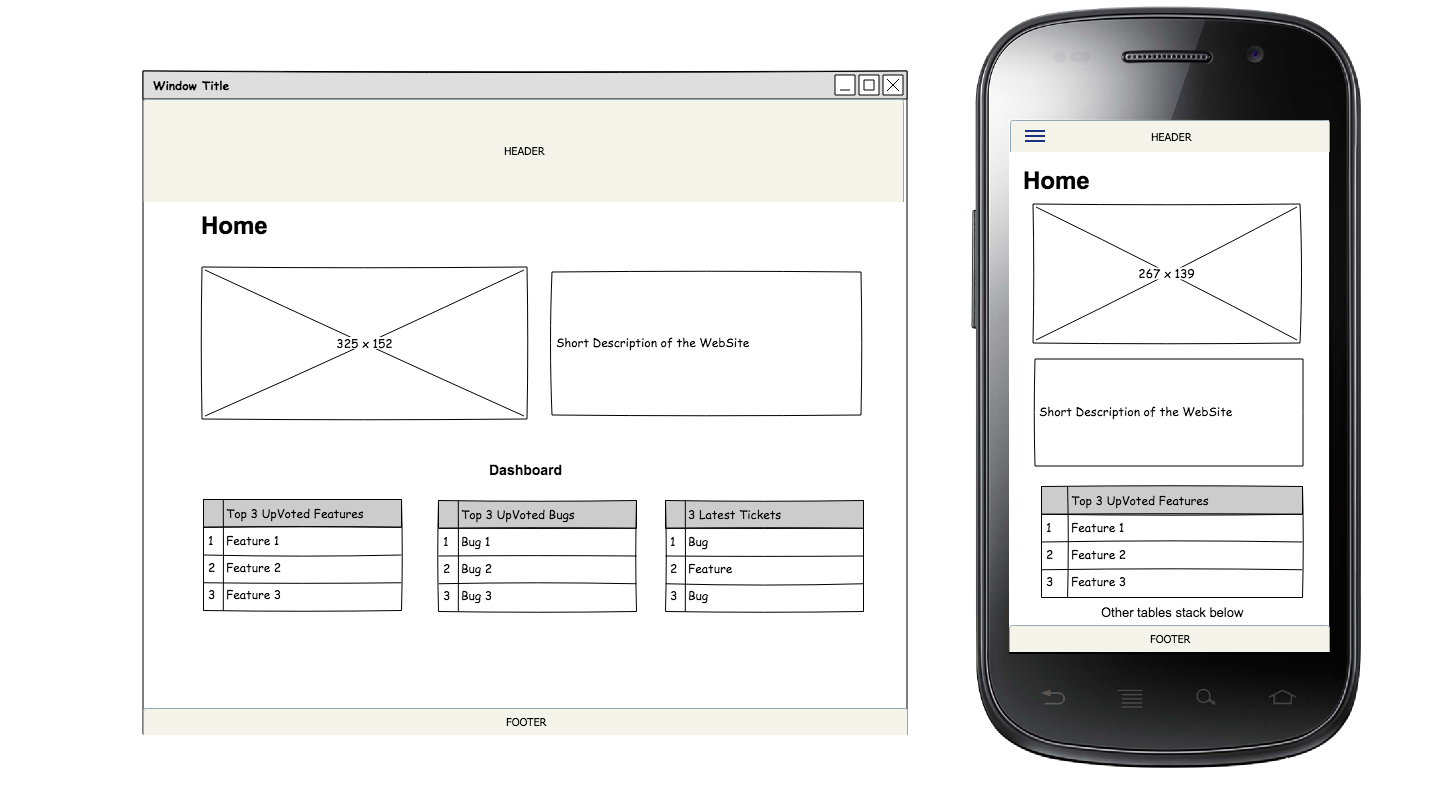 Window Title
HEADER
Home
325 x 152
Short Description of the WebSite
Dashboard
Top 3 UpVoted Features
1 Feature 1
2 Feature 2
3 Feature 3
Top 3 UpVoted Bugs
1 Bug 1
2 Bug 2
3 Bug 3
3 Latest Tickets
1 Bug
2 Feature
3 Bug
FOOTER
HEADER
Home
267 x 139
Short Description of the WebSite
Top 3 UpVoted Features
1 Feature 1
2 Feature 2
3 Feature 3
Other tables stack below
FOOTER